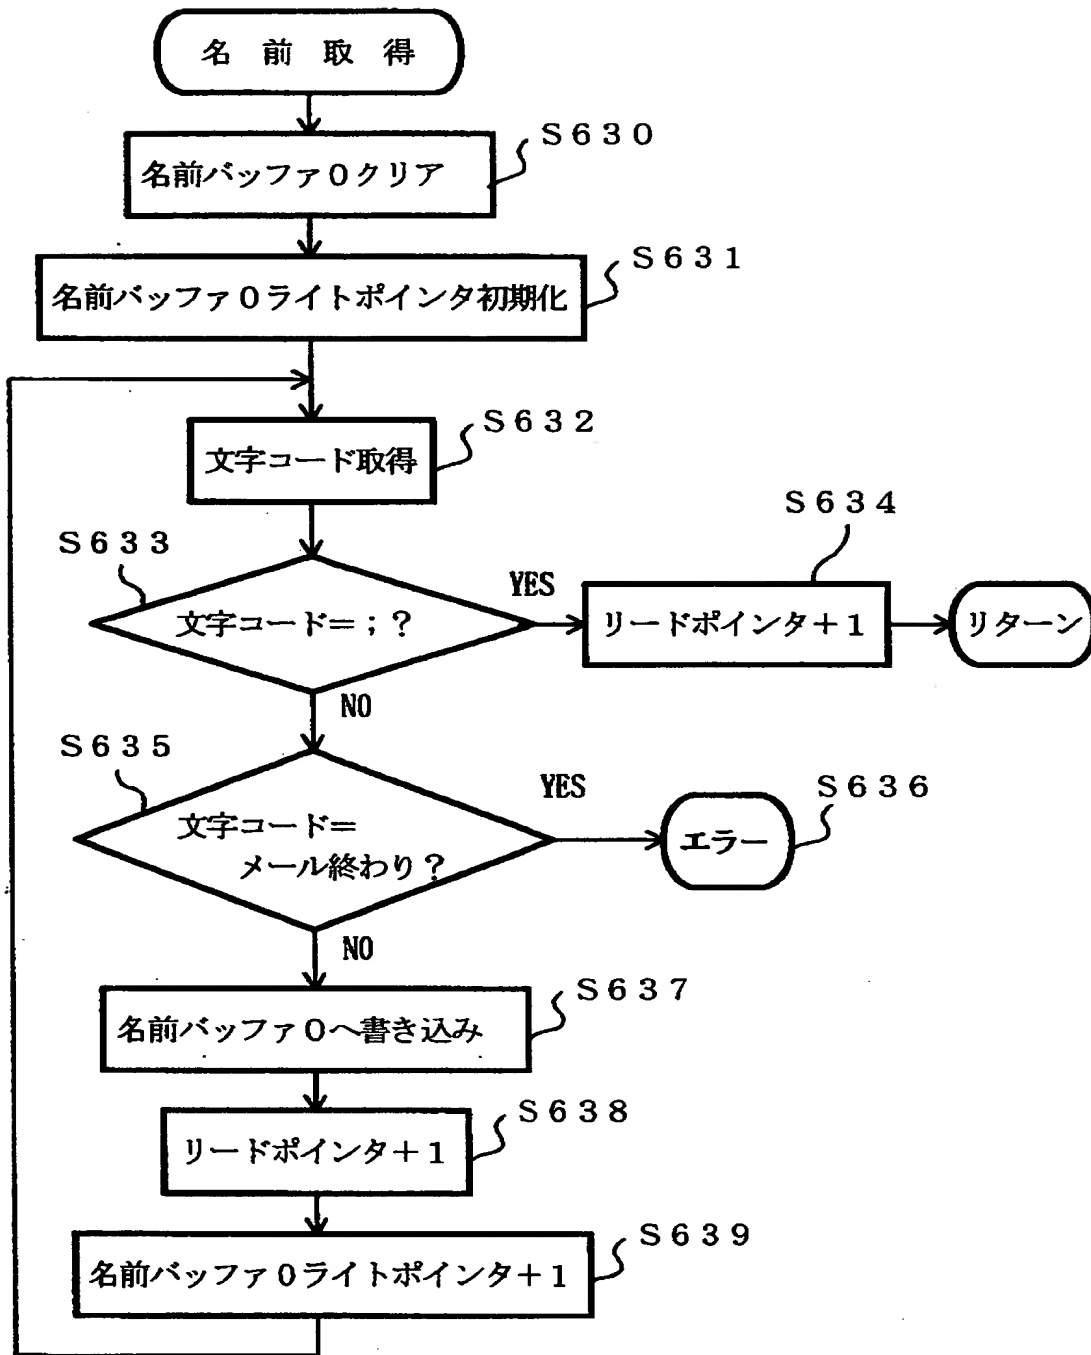 名 前 取 得
S630
名前バッファ0クリア
S631
名前バッファ0ライトポインタ初期化
S632
文字コード取得
S633
文字コード=;?
YES
S634
リードポインタ+1
リターン
NO
S635
文字コード=
メール終わり?
YES
S636
エラー
NO
S637
名前バッファ0へ書き込み
S638
リードポインタ+1
S639
名前バッファ0ライトポインタ+1